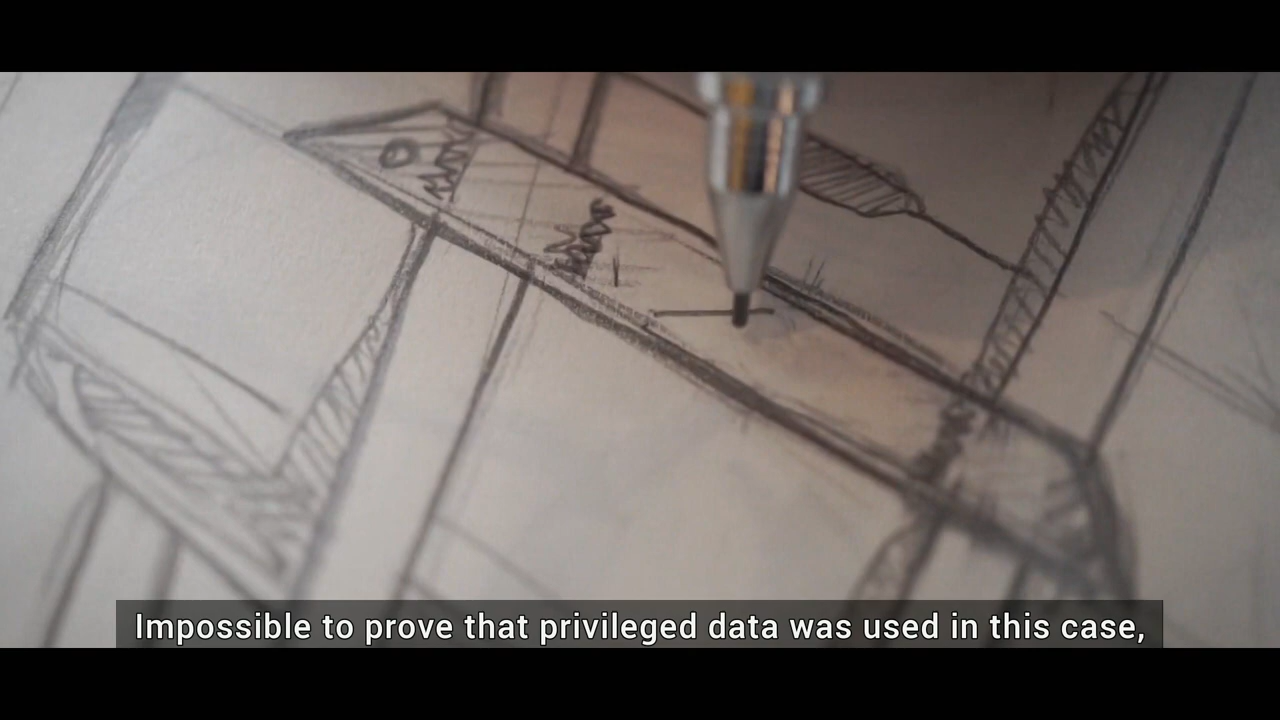 Impossible to prove that privileged data was used in this case,